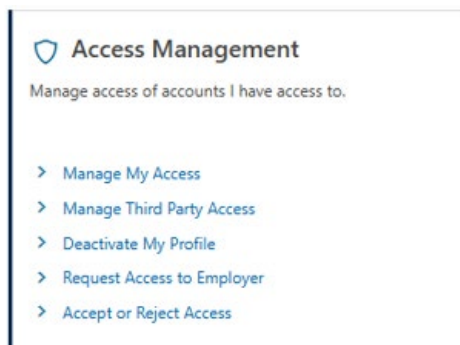 Access Management
Manage access of accounts I have access to.
Manage My Access
Manage Third Party Access
Deactivate My Profile
Request Access to Employer
Accept or Reject Access